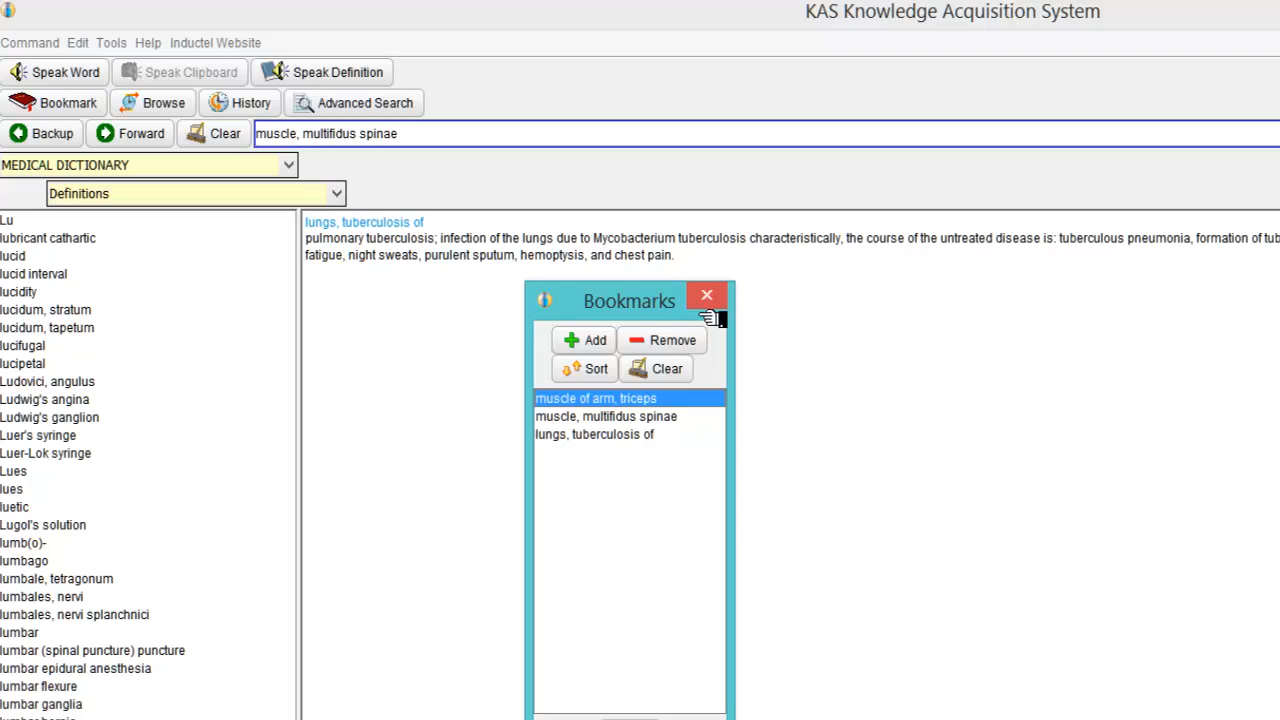 KAS Knowledge Acquisition System
Command Edit Tools Help Inductel Website
Speak Word Speak Clipboard Speak Definition
Bookmark Browse History Advanced Search
Backup Forward Clear muscle, multifidus spinae
MEDICAL DICTIONARY
Definitions
Lu
lubricant cathartic
lucid
lucid interval
lucidity
lucidum, stratum
lucidum, tapetum
lucifugal
lucipetal
Ludovici, angulus
Ludwig's angina
Ludwig's ganglion
Luer's syringe
Luer-Lok syringe
Lues
lues
luetic
Lugol's solution
lumb(o)-
lumbago
lumbale, tetragonum
lumbales, nervi
lumbales, nervi splanchnici
lumbar
lumbar (spinal puncture) puncture
lumbar epidural anesthesia
lumbar flexure
lumbar ganglia
lungs, tuberculosis of
pulmonary tuberculosis; infection of the lungs due to Mycobacterium tuberculosis characteristically, the course of the untreated disease is: tuberculous pneumonia, formation of tub
fatigue, night sweats, purulent sputum, hemoptysis, and chest pain.
Bookmarks
Add Remove
Sort Clear
muscle of arm, triceps
muscle, multifidus spinae
lungs, tuberculosis of